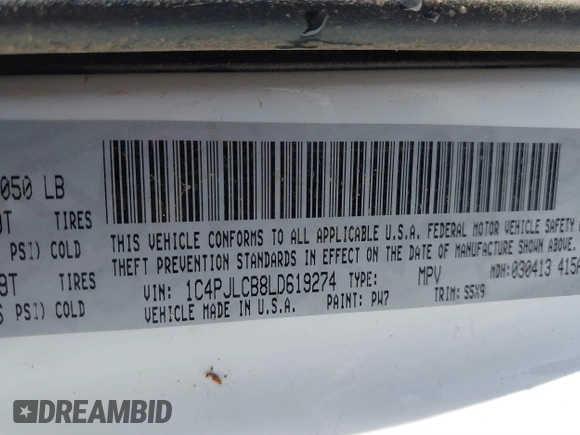 050 LB
TIRES
PSI) COLD
TIRES
PSI) COLD
THIS VEHICLE CONFORMS TO ALL APPLICABLE U.S.A. FEDERAL MOTOR VEHICLE SAFETY
THEFT PREVENTION STANDARDS IN EFFECT ON THE DATE OF MANUFACTURE SHOWN ABOVE.
VIN: 1C4PJLCB8LD619274 TYPE: MPV MDH:030413 4156
VEHICLE MADE IN U.S.A. PAINT: PW7 TRIM: S5X9
DREAMBID